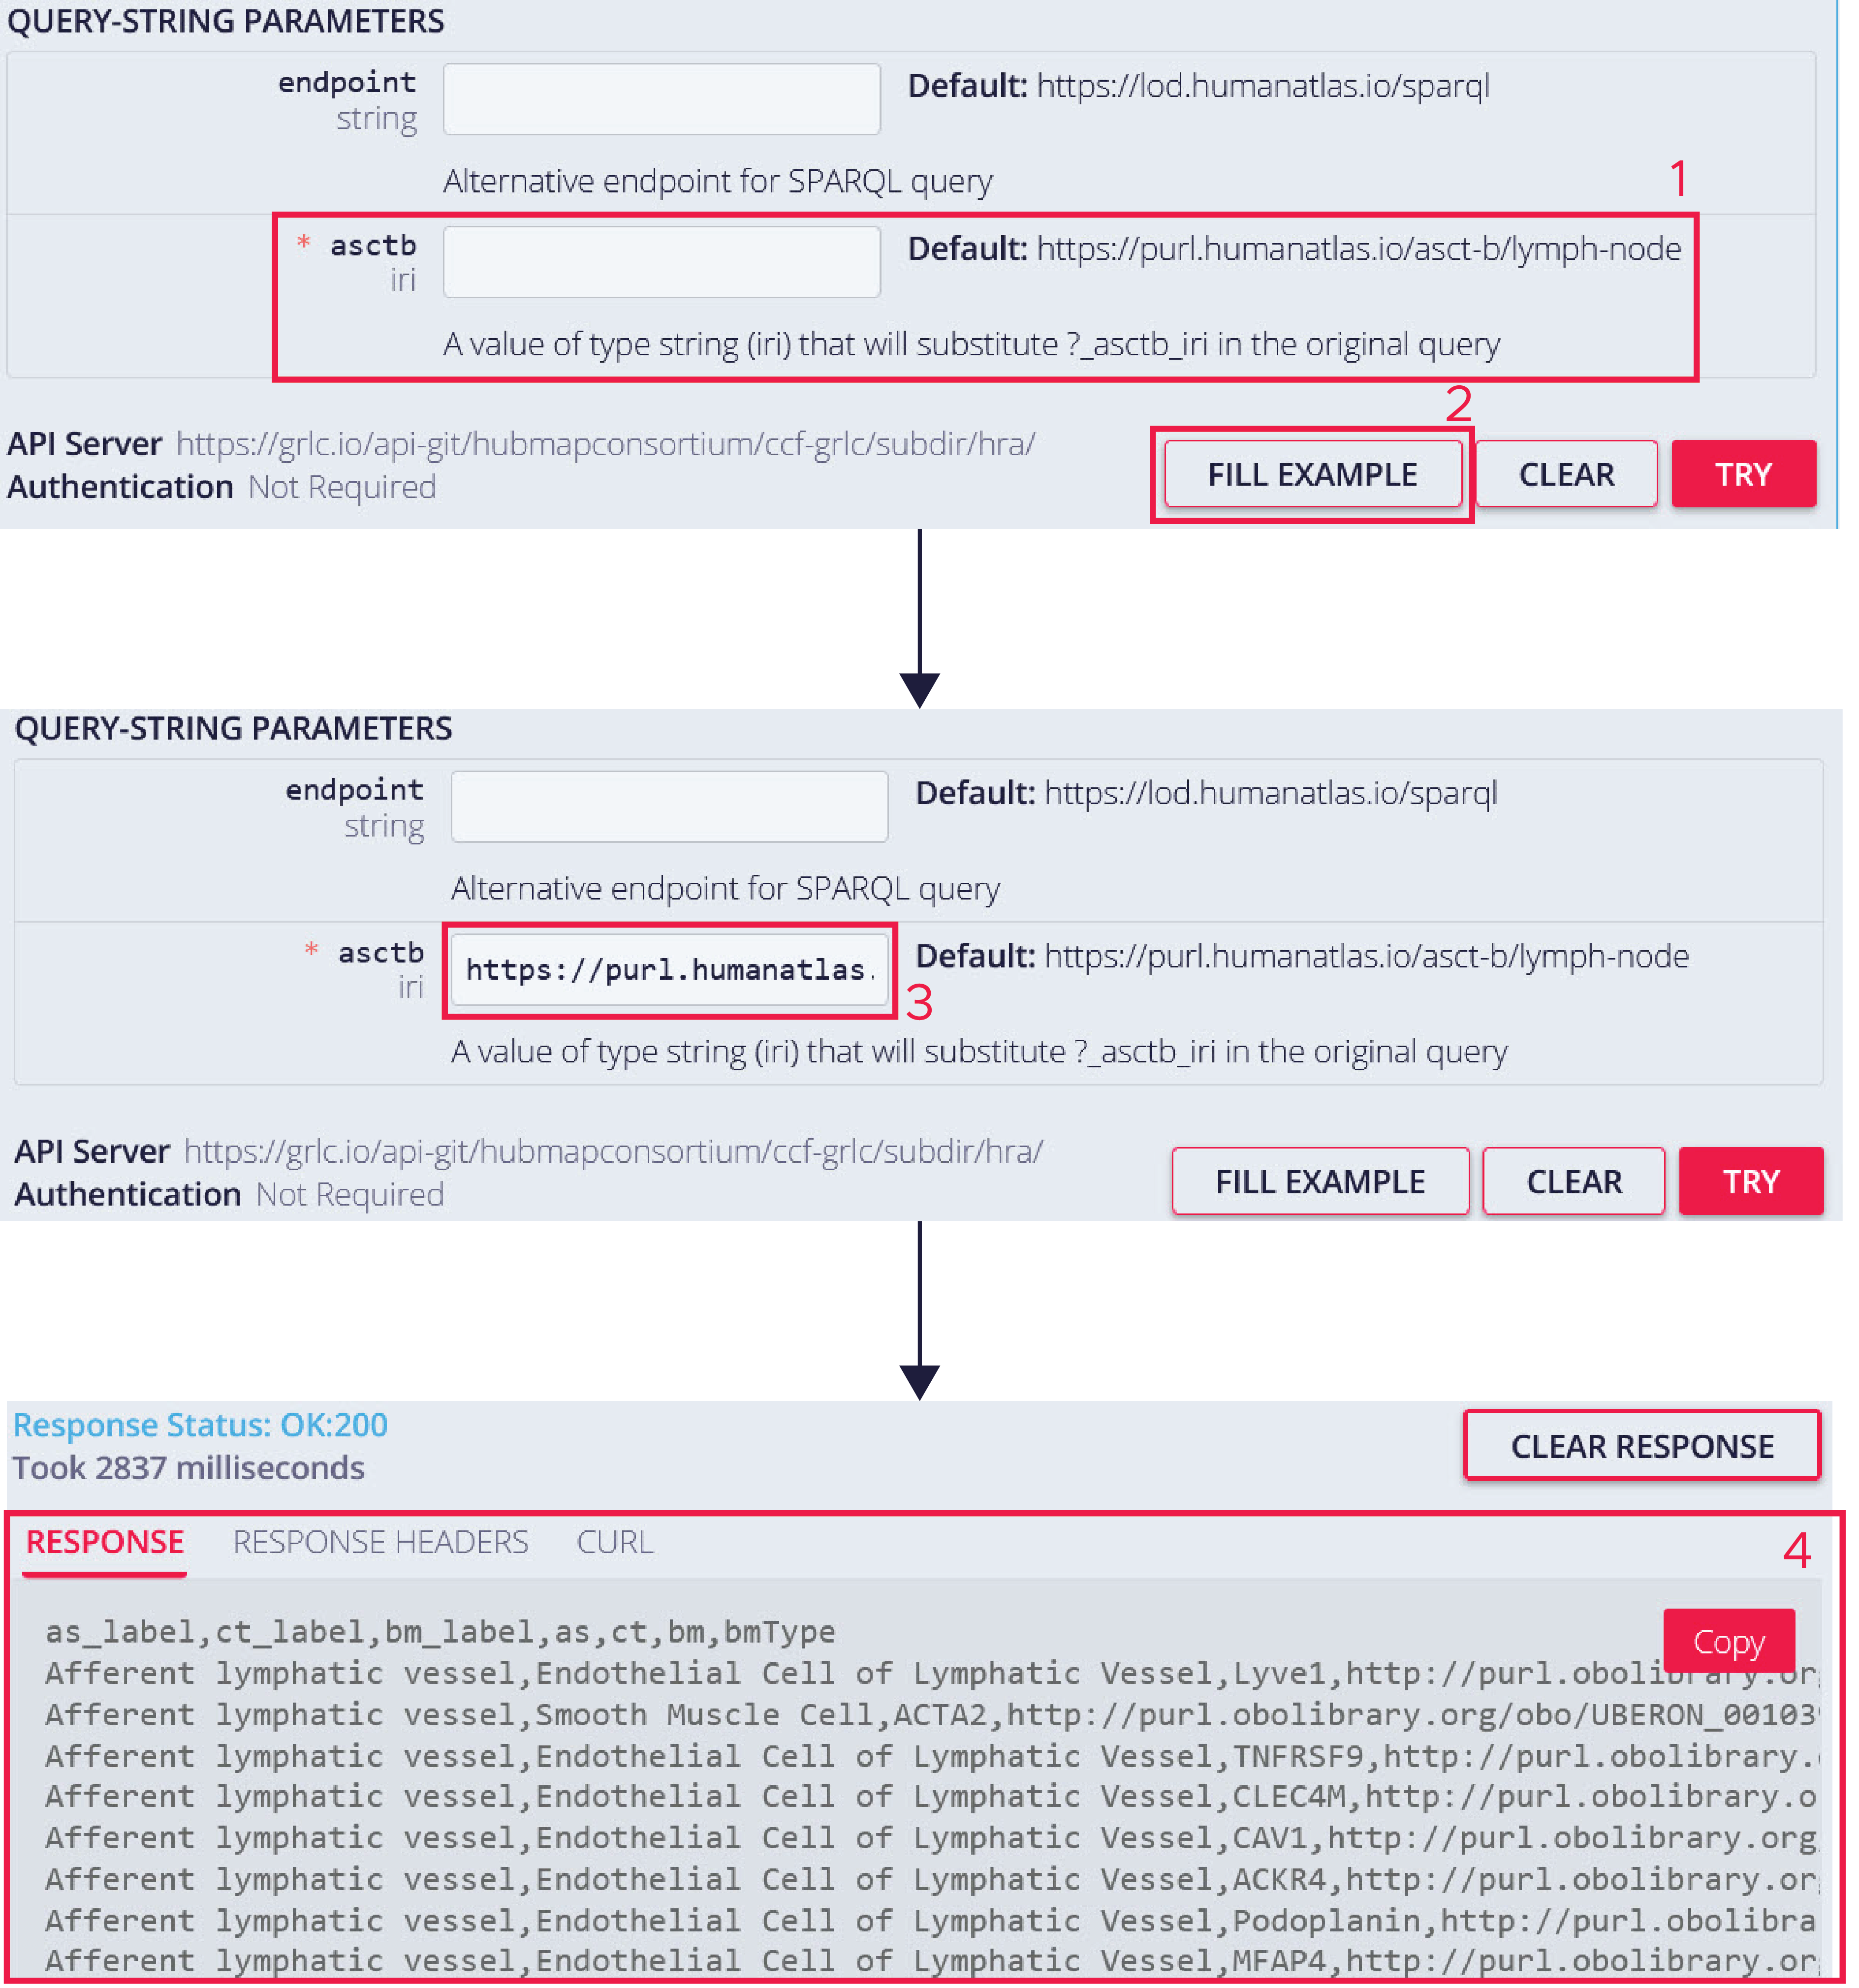 QUERY-STRING PARAMETERS
endpoint
string
Default: https://lod.humanatlas.io/sparql
Alternative endpoint for SPARQL query
1
* asctb
iri
Default: https://purl.humanatlas.io/asct-b/lymph-node
A value of type string (iri) that will substitute ?_asctb_iri in the original query
2
API Server https://grlc.io/api-git/hubmapconsortium/ccf-grlc/subdir/hra/
Authentication Not Required
FILL EXAMPLE CLEAR TRY
QUERY-STRING PARAMETERS
endpoint
string
Default: https://lod.humanatlas.io/sparql
Alternative endpoint for SPARQL query
* asctb
iri
https://purl.humanatlas.
Default: https://purl.humanatlas.io/asct-b/lymph-node
3
A value of type string (iri) that will substitute ?_asctb_iri in the original query
API Server https://grlc.io/api-git/hubmapconsortium/ccf-grlc/subdir/hra/
Authentication Not Required
FILL EXAMPLE CLEAR TRY
Response Status: OK:200
Took 2837 milliseconds
CLEAR RESPONSE
RESPONSE RESPONSE HEADERS CURL
4
as_label,ct_label,bm_label,as,ct,bm,bmType
Copy
Afferent lymphatic vessel,Endothelial Cell of Lymphatic Vessel,Lyve1,http://purl.obolibrary.org
Afferent lymphatic vessel,Smooth Muscle Cell,ACTA2,http://purl.obolibrary.org/obo/UBERON_001039
Afferent lymphatic vessel,Endothelial Cell of Lymphatic Vessel,TNFRSF9,http://purl.obolibrary.
Afferent lymphatic vessel,Endothelial Cell of Lymphatic Vessel,CLEC4M,http://purl.obolibrary.o
Afferent lymphatic vessel,Endothelial Cell of Lymphatic Vessel,CAV1,http://purl.obolibrary.org
Afferent lymphatic vessel,Endothelial Cell of Lymphatic Vessel,ACKR4,http://purl.obolibrary.or
Afferent lymphatic vessel,Endothelial Cell of Lymphatic Vessel,Podoplanin,http://purl.obolibra
Afferent lymphatic vessel,Endothelial Cell of Lymphatic Vessel,MFAP4,http://purl.obolibrary.or